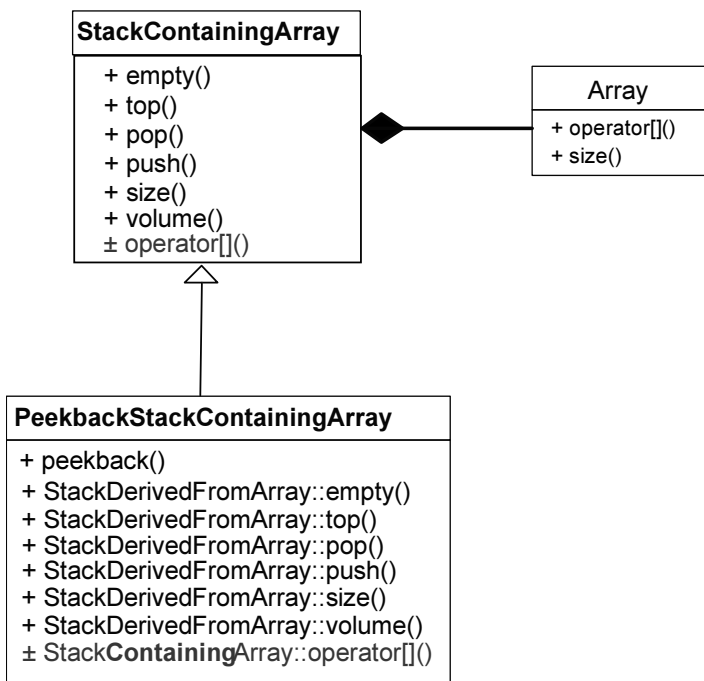 StackContainingArray
+ empty()
+ top()
+ pop()
+ push()
+ size()
+ volume()
± operator[]()
Array
+ operator[]()
+ size()
PeekbackStackContainingArray
+ peekback()
+ StackDerivedFromArray::empty()
+ StackDerivedFromArray::top()
+ StackDerivedFromArray::pop()
+ StackDerivedFromArray::push()
+ StackDerivedFromArray::size()
+ StackDerivedFromArray::volume()
± StackContainingArray::operator[]()